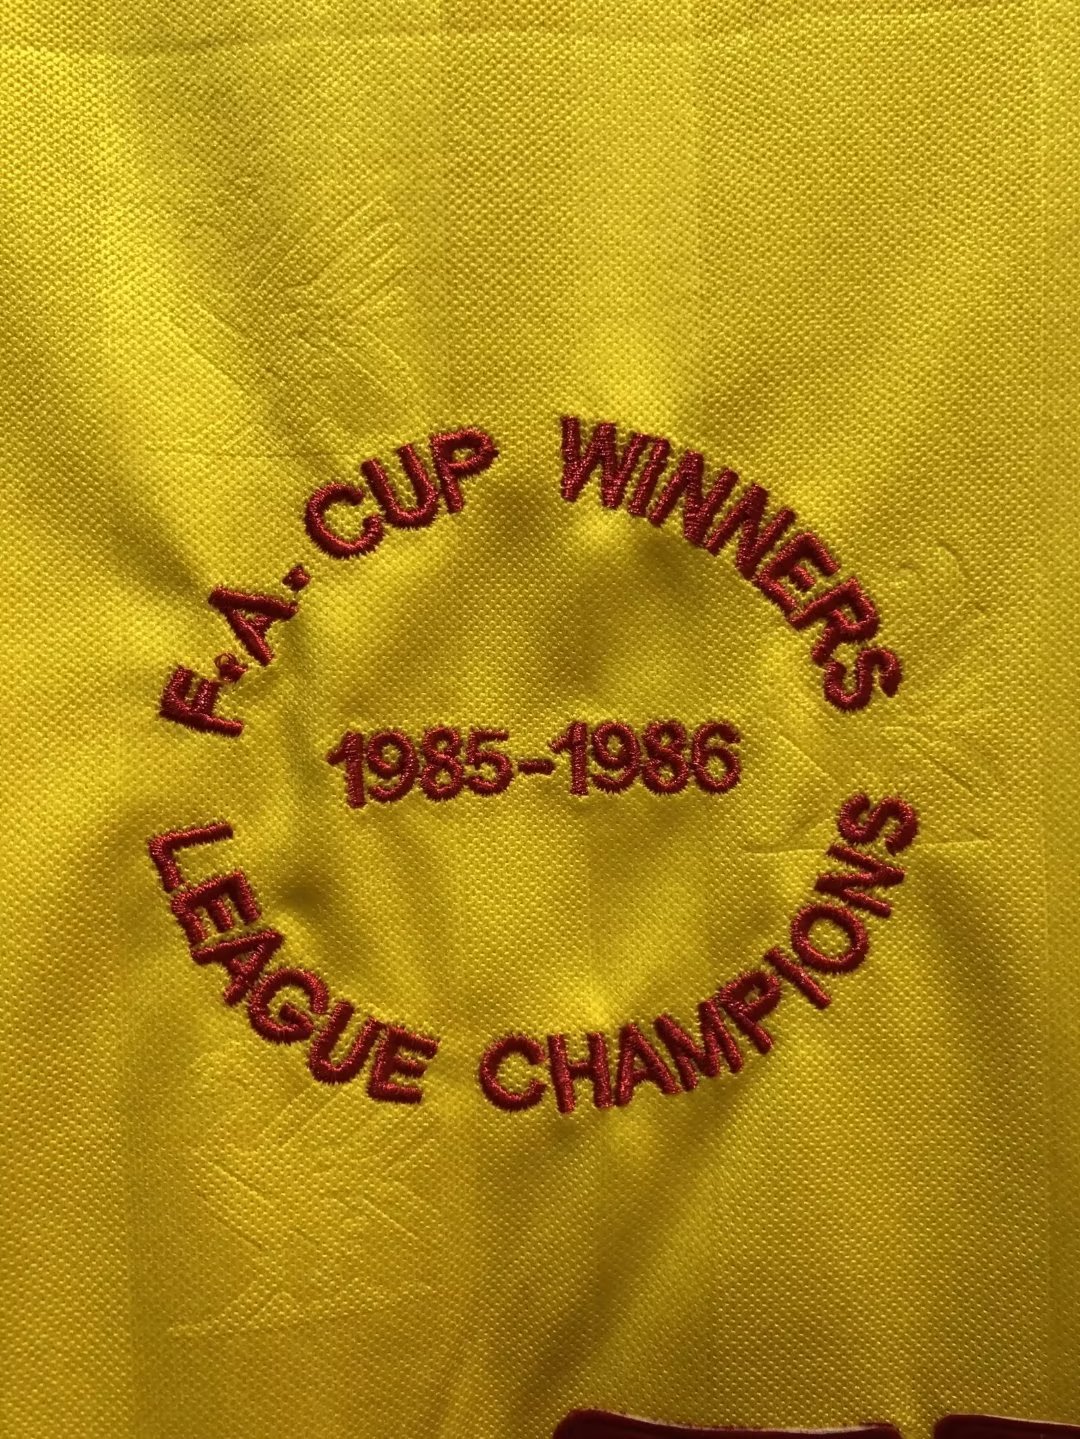 F.A. CUP WINNERS
1985-1986
LEAGUE CHAMPIONS